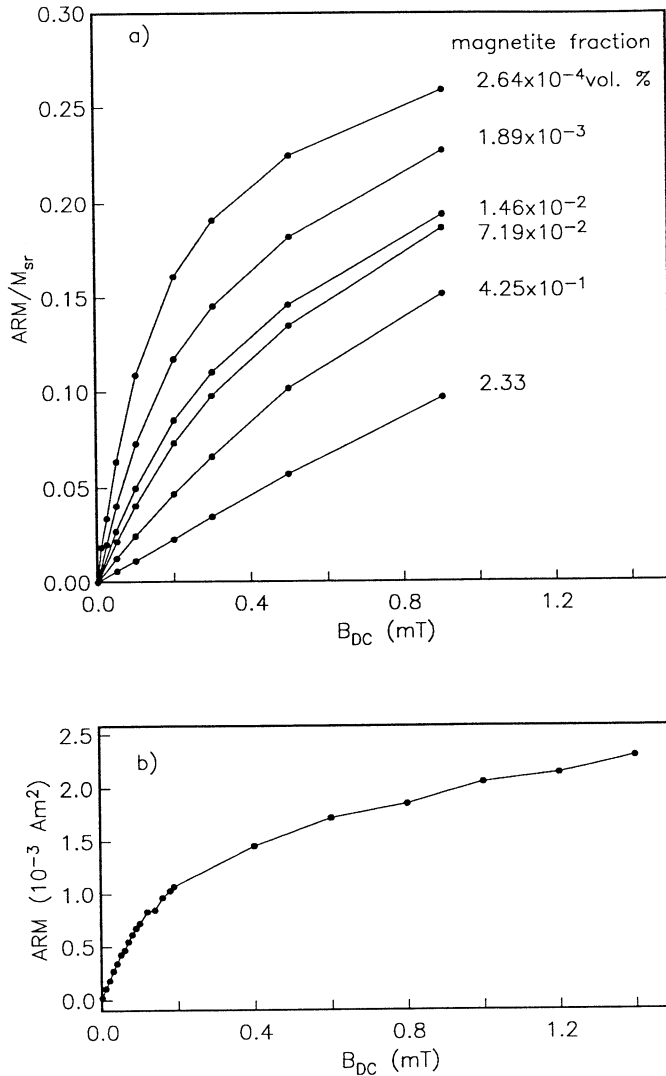 a)
magnetite fraction
2.64x10⁻⁴vol. %
1.89x10⁻³
1.46x10⁻²
7.19x10⁻²
4.25x10⁻¹
2.33
0.30
0.25
0.20
0.15
0.10
0.05
0.00
ARM/M_sr
0.0 0.4 0.8 1.2
B_DC (mT)
b)
2.5
2.0
1.5
1.0
0.5
0.0
ARM (10⁻³ Am²)
0.0 0.4 0.8 1.2
B_DC (mT)